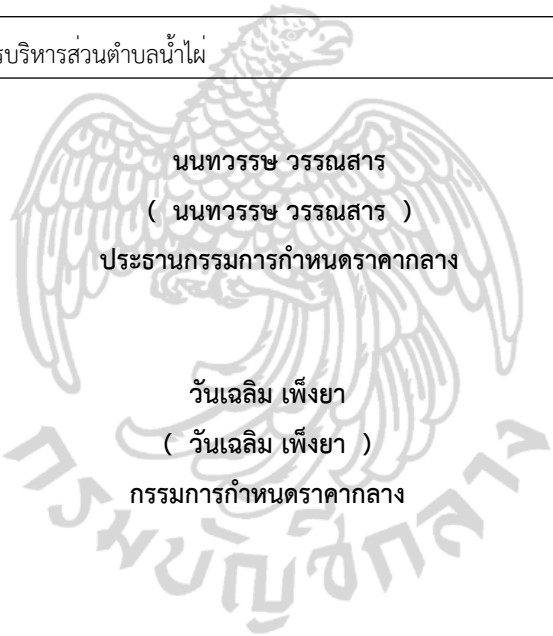 รบริหารส่วนตำบลน้ำไผ่
นนทวรรษ วรรณสาร
( นนทวรรษ วรรณสาร )
ประธานกรรมการกำหนดราคากลาง
วันเฉลิม เพ็งยา
( วันเฉลิม เพ็งยา )
กรรมการกำหนดราคากลาง
กรมบัญชีกลาง